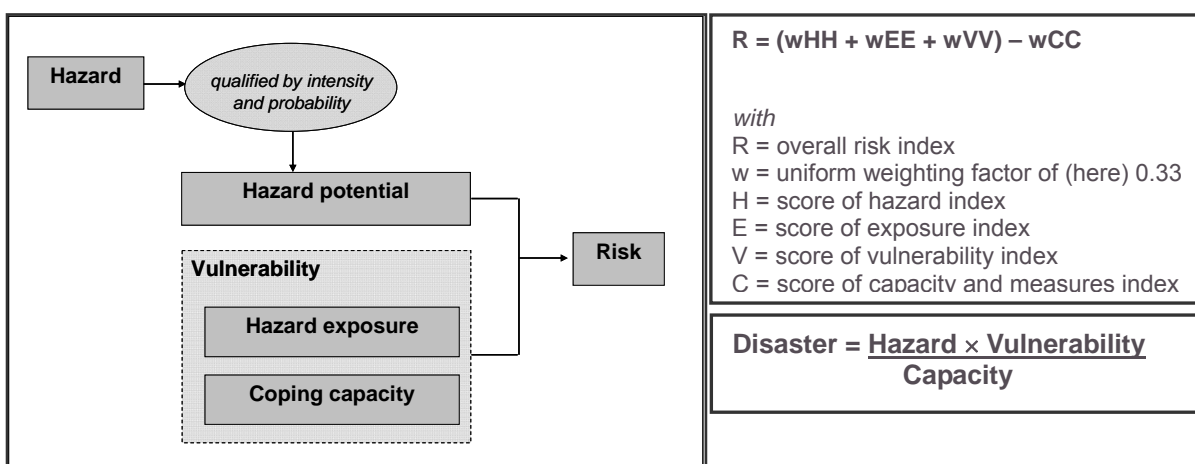 Hazard
qualified by intensity
and probability
Hazard potential
Vulnerability
Hazard exposure
Coping capacity
Risk
R = (wHH + wEE + wVV) – wCC
with
R = overall risk index
w = uniform weighting factor of (here) 0.33
H = score of hazard index
E = score of exposure index
V = score of vulnerability index
C = score of capacity and measures index
Disaster = Hazard × Vulnerability
Capacity